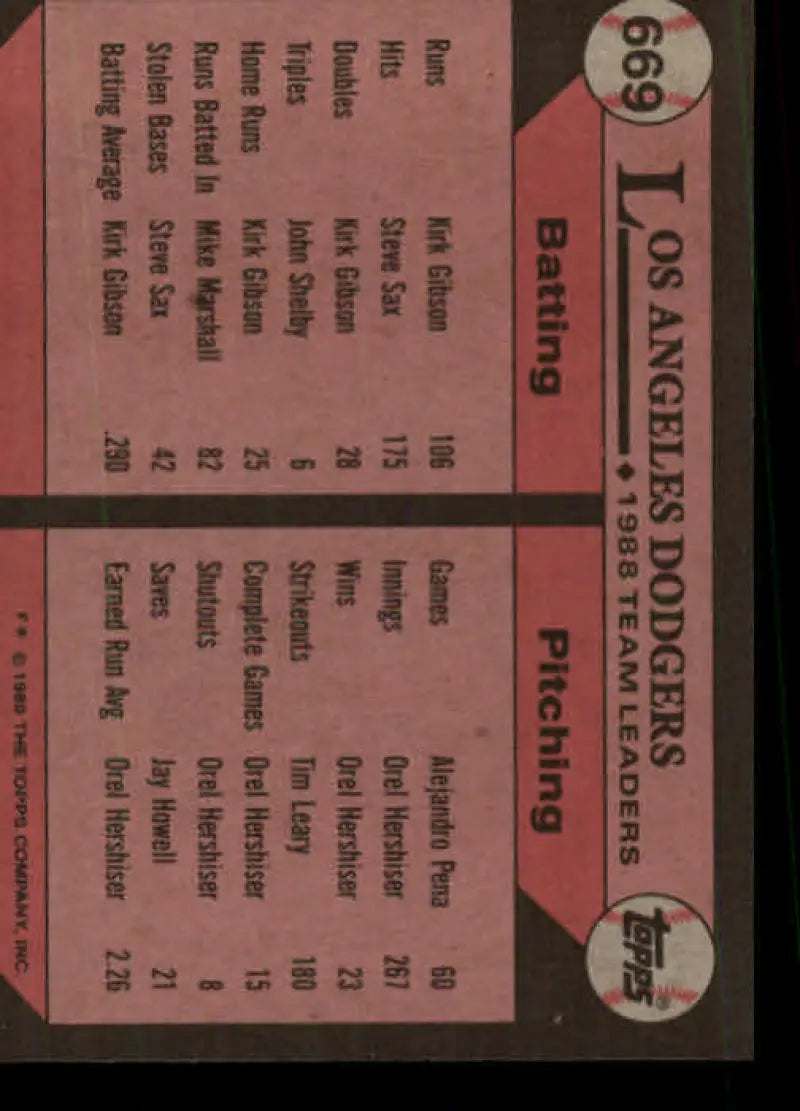 669
LOS ANGELES DODGERS
♦ 1988 TEAM LEADERS
topps®
Batting
Runs Kirk Gibson 106
Hits Steve Sax 175
Doubles Kirk Gibson 28
Triples John Shelby 6
Home Runs Kirk Gibson 25
Runs Batted In Mike Marshall 82
Stolen Bases Steve Sax 42
Batting Average Kirk Gibson .290
Pitching
Games Alejandro Pena 60
Innings Orel Hershiser 267
Wins Orel Hershiser 23
Strikeouts Tim Leary 180
Complete Games Orel Hershiser 15
Shutouts Orel Hershiser 8
Saves Jay Howell 21
Earned Run Avg Orel Hershiser 2.26
F* © 1989 THE TOPPS COMPANY, INC.